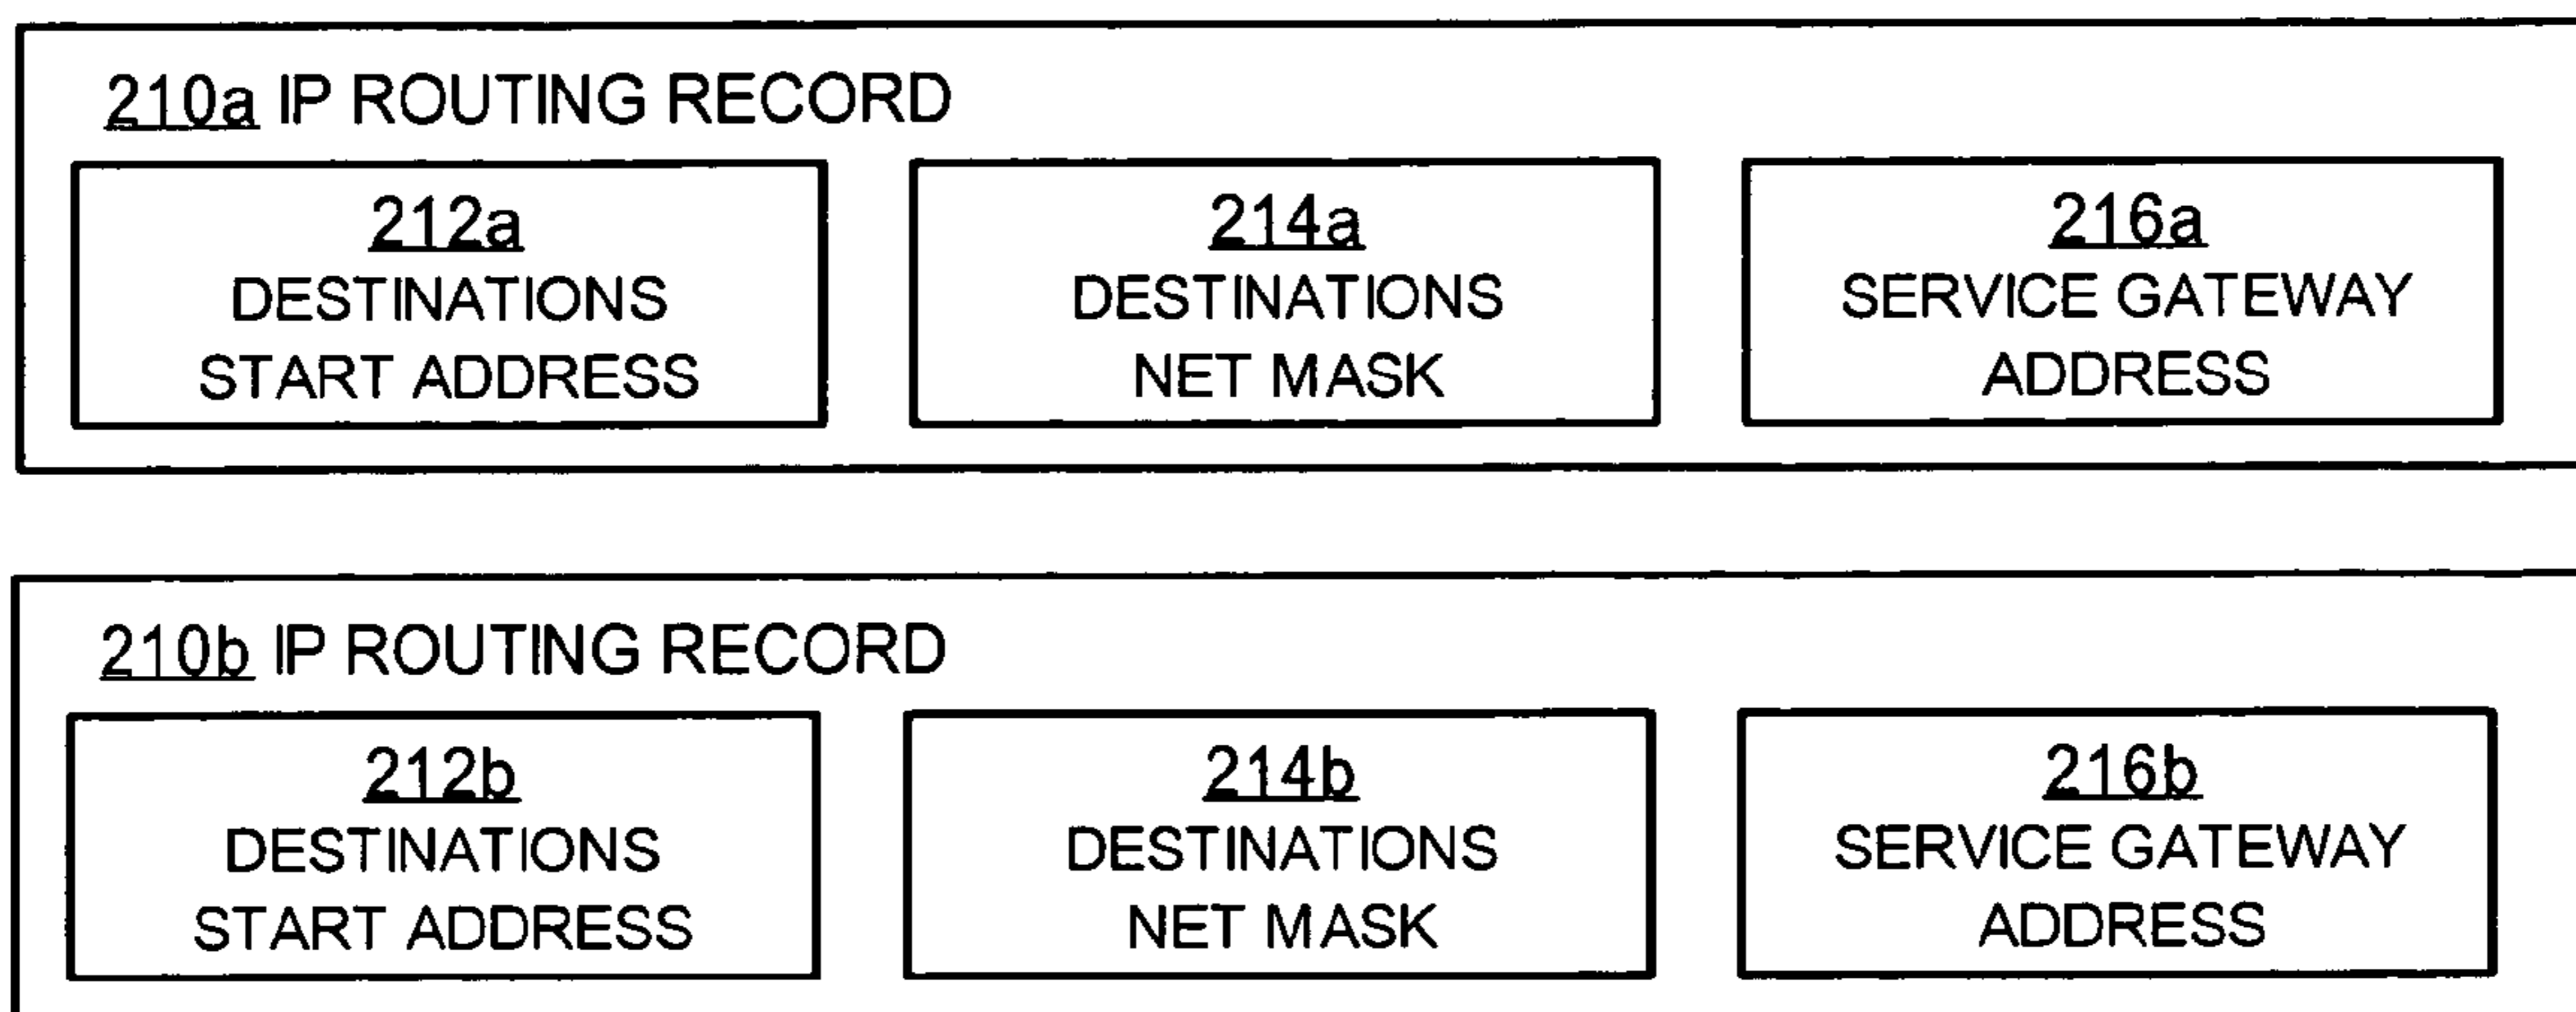 210a IP ROUTING RECORD
212a
DESTINATIONS
START ADDRESS
214a
DESTINATIONS
NET MASK
216a
SERVICE GATEWAY
ADDRESS
210b IP ROUTING RECORD
212b
DESTINATIONS
START ADDRESS
214b
DESTINATIONS
NET MASK
216b
SERVICE GATEWAY
ADDRESS